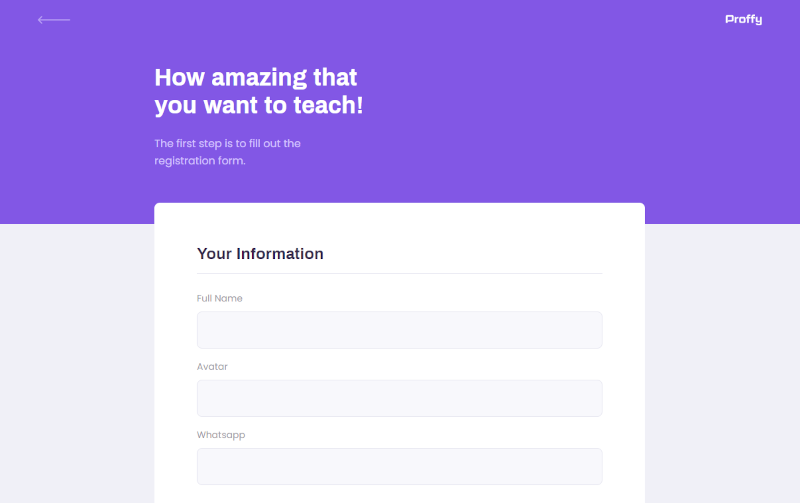 Proffy
How amazing that
you want to teach!
The first step is to fill out the
registration form.
Your Information
Full Name
Avatar
Whatsapp